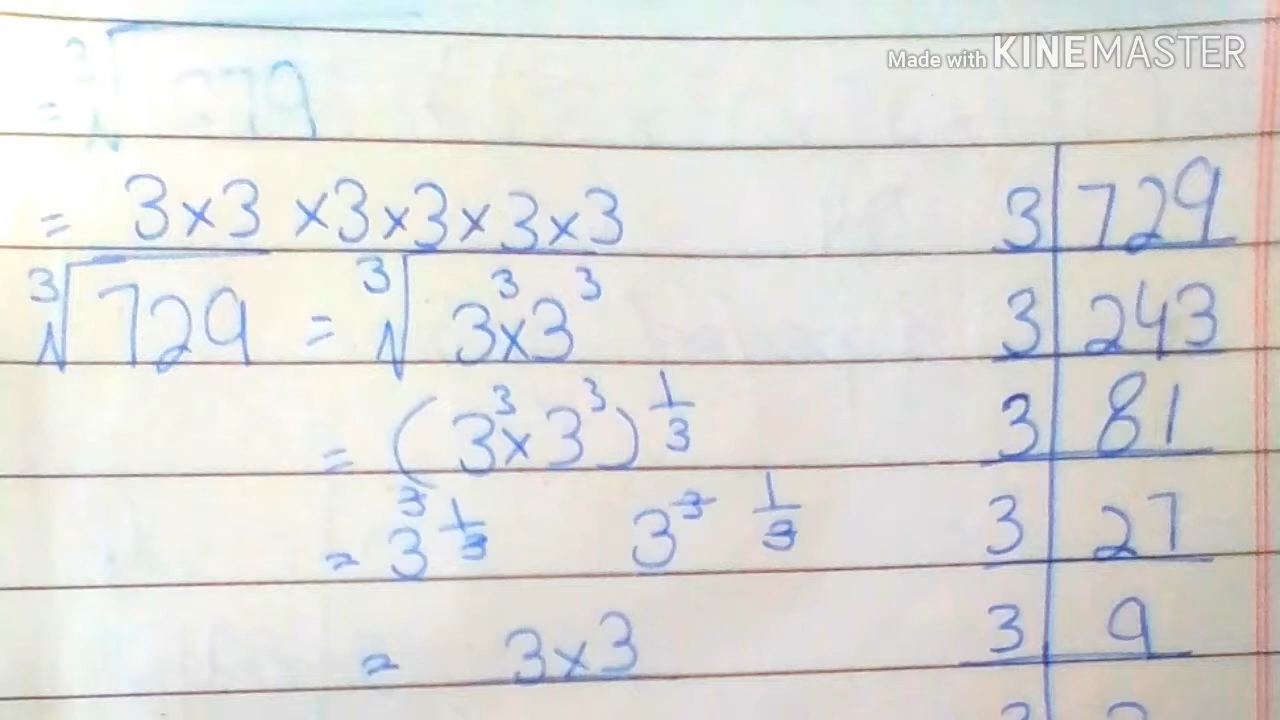 Made with KINEMASTER
= 3×3×3×3×3×3
∛729 = ∛3³×3³
= (3³×3³)^1/3
= 3^3 1/3 3^3 1/3
= 3×3
3 | 729
3 | 243
3 | 81
3 | 27
3 | 9